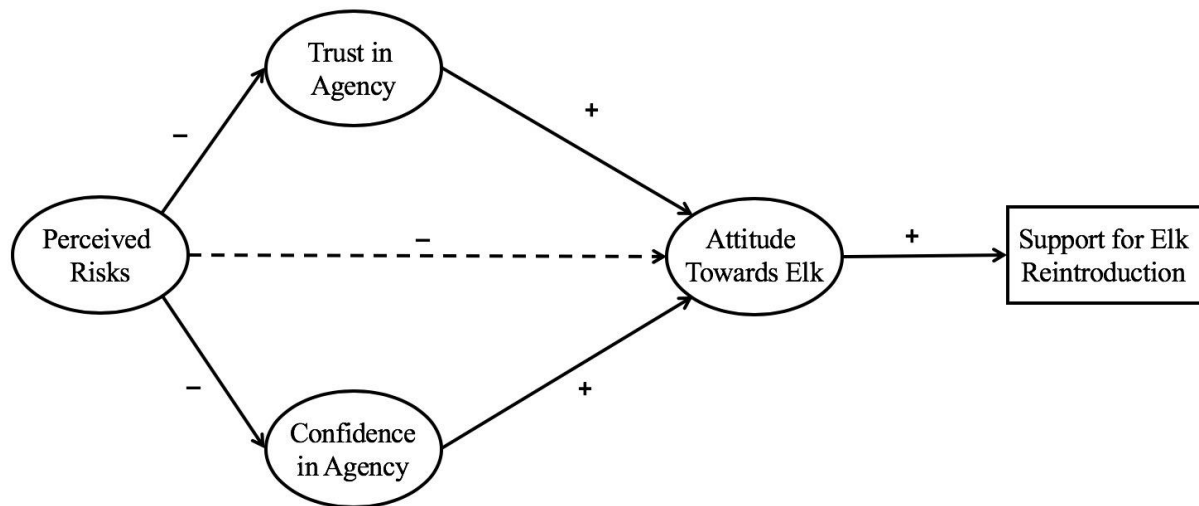 Trust in
Agency
+
–
Perceived
Risks
–
Attitude
Towards Elk
+
Support for Elk
Reintroduction
–
+
Confidence
in Agency